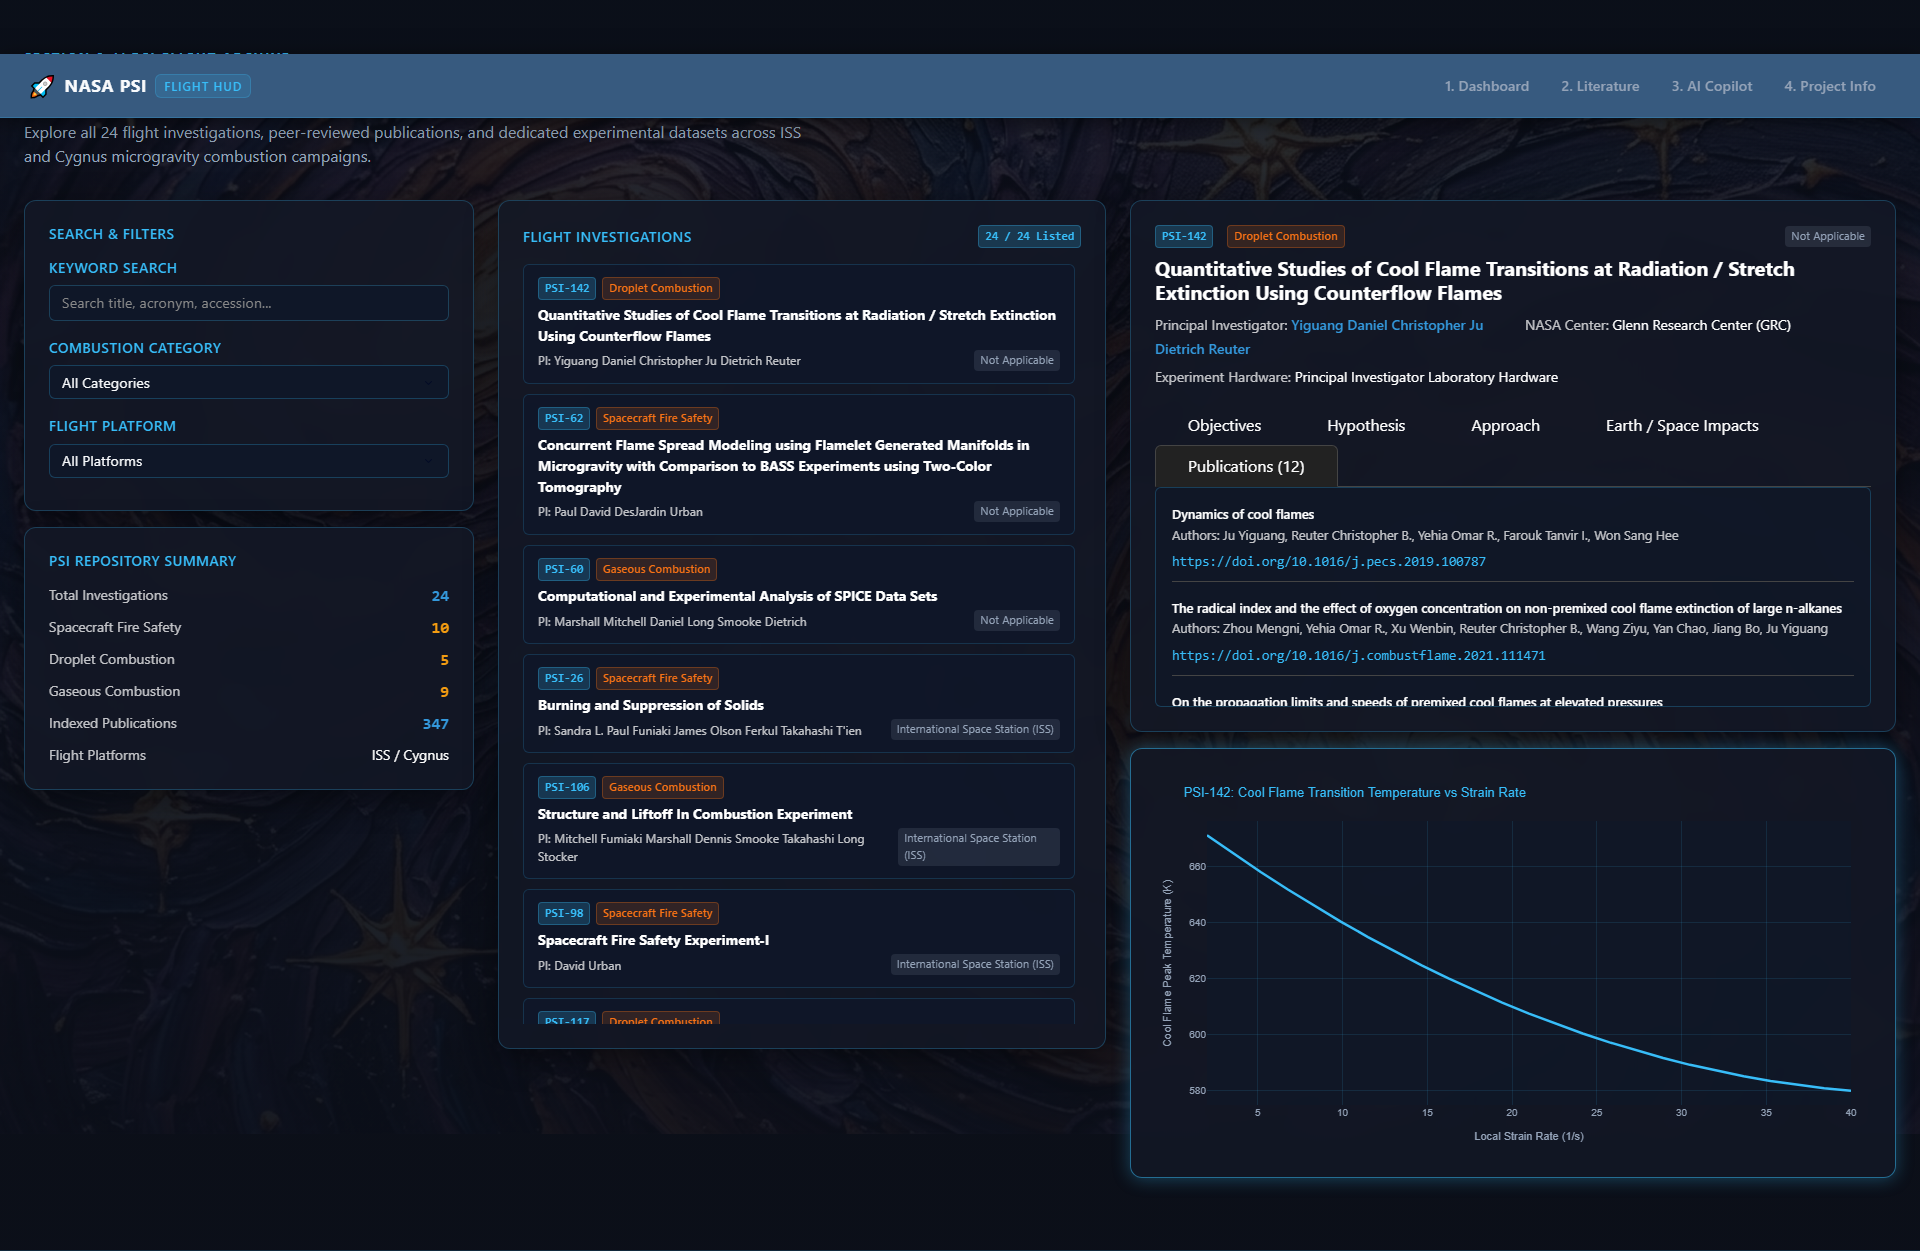 NASA PSI
FLIGHT HUD
1. Dashboard
2. Literature
3. AI Copilot
4. Project Info
Explore all 24 flight investigations, peer-reviewed publications, and dedicated experimental datasets across ISS
and Cygnus microgravity combustion campaigns.
SEARCH & FILTERS
KEYWORD SEARCH
Search title, acronym, accession...
COMBUSTION CATEGORY
All Categories
FLIGHT PLATFORM
All Platforms
PSI REPOSITORY SUMMARY
Total Investigations 24
Spacecraft Fire Safety 10
Droplet Combustion 5
Gaseous Combustion 9
Indexed Publications 347
Flight Platforms ISS / Cygnus
FLIGHT INVESTIGATIONS
24 / 24 Listed
PSI-142 Droplet Combustion
Quantitative Studies of Cool Flame Transitions at Radiation / Stretch Extinction
Using Counterflow Flames
PI: Yiguang Daniel Christopher Ju Dietrich Reuter
Not Applicable
PSI-62 Spacecraft Fire Safety
Concurrent Flame Spread Modeling using Flamelet Generated Manifolds in
Microgravity with Comparison to BASS Experiments using Two-Color
Tomography
PI: Paul David DesJardin Urban
Not Applicable
PSI-60 Gaseous Combustion
Computational and Experimental Analysis of SPICE Data Sets
PI: Marshall Mitchell Daniel Long Smooke Dietrich
Not Applicable
PSI-26 Spacecraft Fire Safety
Burning and Suppression of Solids
PI: Sandra L. Paul Funiaki James Olson Ferkul Takahashi T'ien
International Space Station (ISS)
PSI-106 Gaseous Combustion
Structure and Liftoff In Combustion Experiment
PI: Mitchell Fumiaki Marshall Dennis Smooke Takahashi Long
Stocker
International Space Station
(ISS)
PSI-98 Spacecraft Fire Safety
Spacecraft Fire Safety Experiment-I
PI: David Urban
International Space Station (ISS)
PSI-117 Droplet Combustion
PSI-142 Droplet Combustion
Not Applicable
Quantitative Studies of Cool Flame Transitions at Radiation / Stretch
Extinction Using Counterflow Flames
Principal Investigator: Yiguang Daniel Christopher Ju
Dietrich Reuter
NASA Center: Glenn Research Center (GRC)
Experiment Hardware: Principal Investigator Laboratory Hardware
Objectives
Hypothesis
Approach
Earth / Space Impacts
Publications (12)
Dynamics of cool flames
Authors: Ju Yiguang, Reuter Christopher B., Yehia Omar R., Farouk Tanvir I., Won Sang Hee
https://doi.org/10.1016/j.pecs.2019.100787
The radical index and the effect of oxygen concentration on non-premixed cool flame extinction of large n-alkanes
Authors: Zhou Mengni, Yehia Omar R., Xu Wenbin, Reuter Christopher B., Wang Ziyu, Yan Chao, Jiang Bo, Ju Yiguang
https://doi.org/10.1016/j.combustflame.2021.111471
On the propagation limits and speeds of premixed cool flames at elevated pressures
PSI-142: Cool Flame Transition Temperature vs Strain Rate
Cool Flame Peak Temperature (K)
660
640
620
600
580
5
10
15
20
25
30
35
40
Local Strain Rate (1/s)